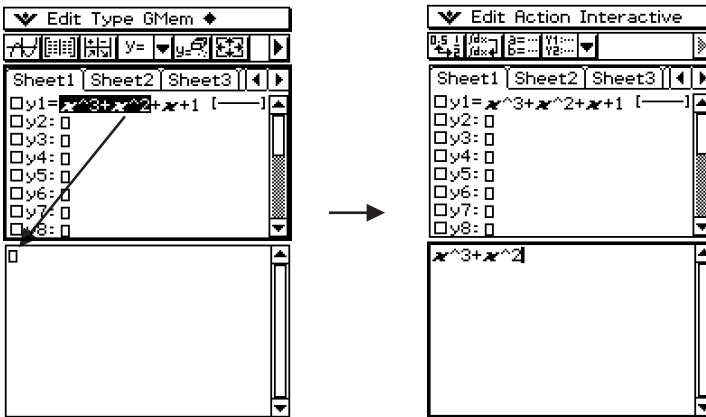 Edit Type GMem
y=
Sheet1 Sheet2 Sheet3
y1=x^3+x^2+x+1 [—]
y2:
y3:
y4:
y5:
y6:
y7:
y8:
Edit Action Interactive
Sheet1 Sheet2 Sheet3
y1=x^3+x^2+x+1 [—]
y2:
y3:
y4:
y5:
y6:
y7:
y8:
x^3+x^2